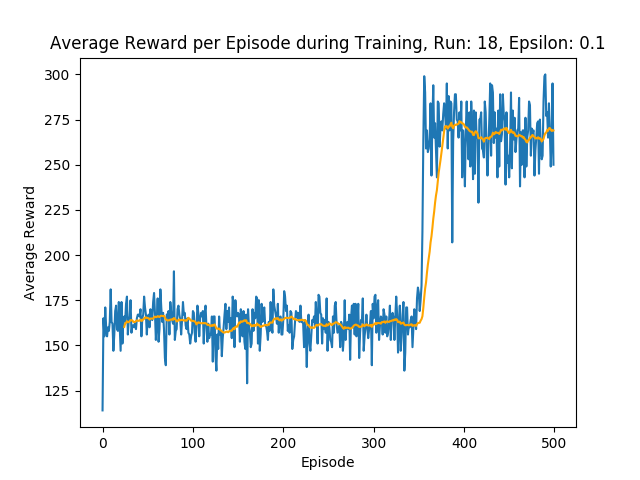 Average Reward per Episode during Training, Run: 18, Epsilon: 0.1
300
275
250
225
200
175
150
125
Average Reward
0 100 200 300 400 500
Episode